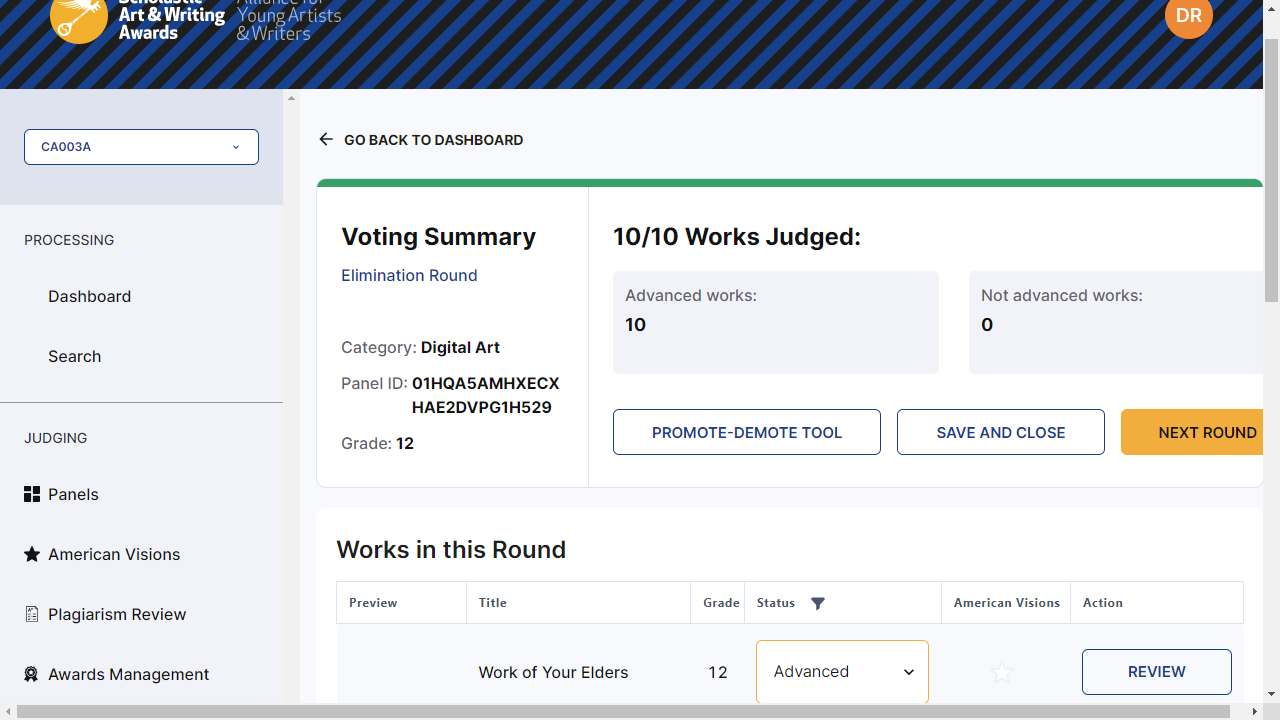 Scholastic
Art & Writing
Awards
Alliance for
Young Artists
& Writers
DR
CA003A
GO BACK TO DASHBOARD
PROCESSING
Dashboard
Search
JUDGING
Panels
American Visions
Plagiarism Review
Awards Management
Voting Summary
Elimination Round
Category: Digital Art
Panel ID: 01HQA5AMHXECX
HAE2DVPG1H529
Grade: 12
10/10 Works Judged:
Advanced works:
10
Not advanced works:
0
PROMOTE-DEMOTE TOOL
SAVE AND CLOSE
NEXT ROUND
Works in this Round
Preview
Title
Grade
Status
American Visions
Action
Work of Your Elders
12
Advanced
REVIEW